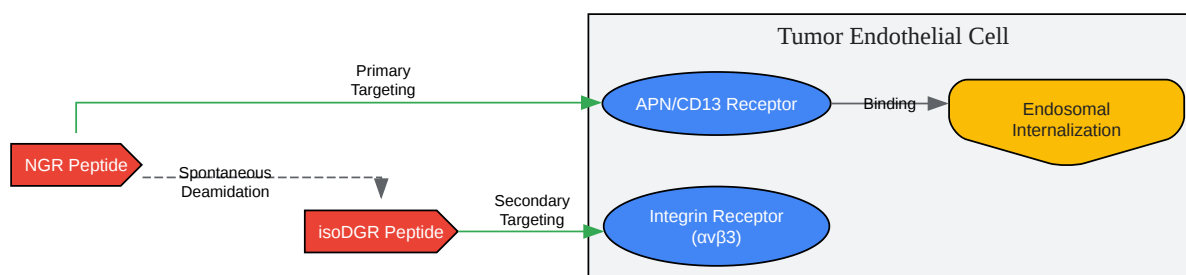 Tumor Endothelial Cell
Primary
Targeting
APN/CD13 Receptor
Binding
Endosomal
Internalization
NGR Peptide
Spontaneous
Deamidation
isoDGR Peptide
Secondary
Targeting
Integrin Receptor
(αvβ3)